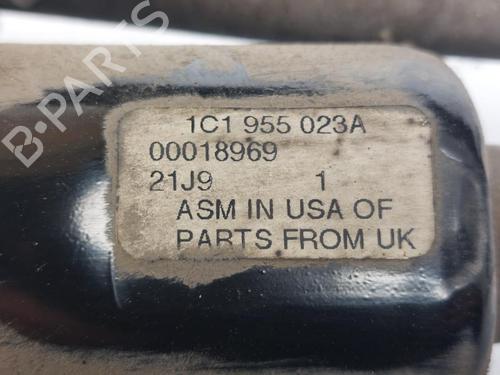 1C1 955 023A
00018969
21J9 1
ASM IN USA OF
PARTS FROM UK
B-PARTS